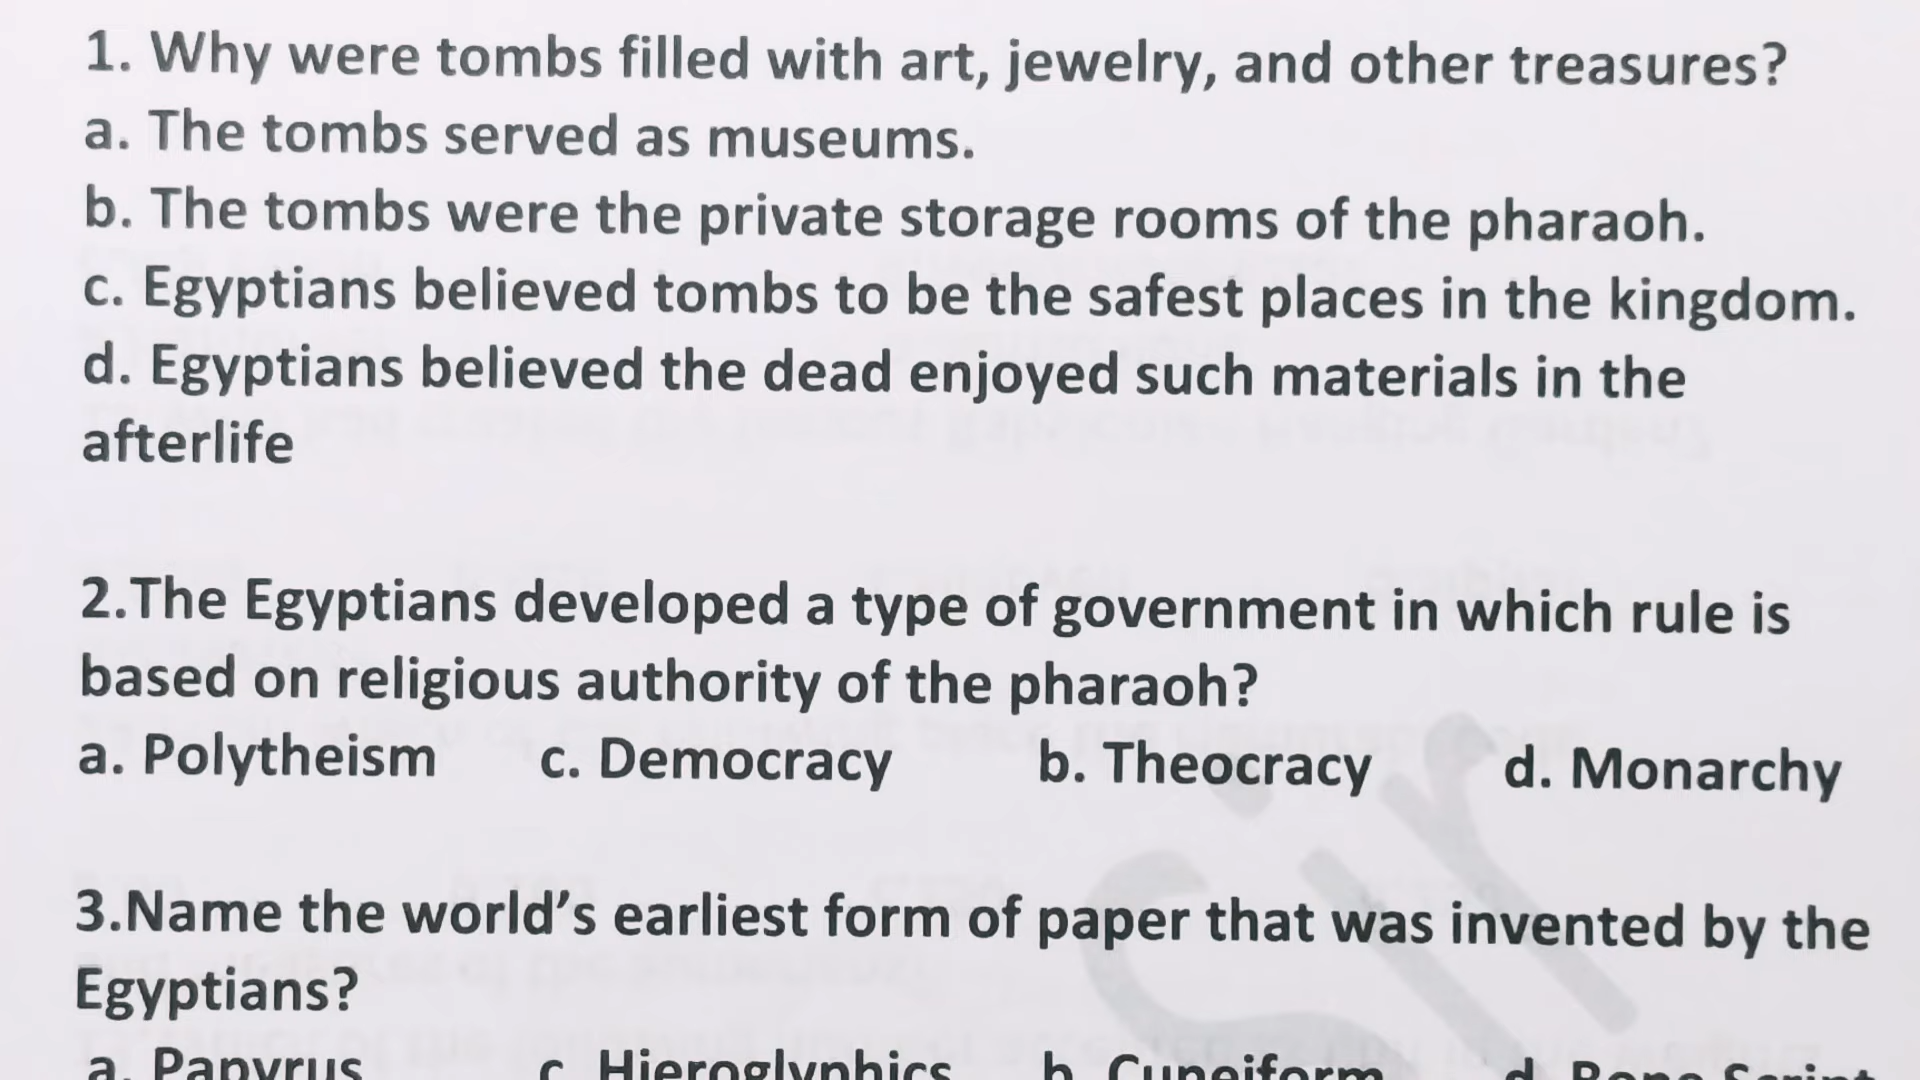 1. Why were tombs filled with art, jewelry, and other treasures?
a. The tombs served as museums.
b. The tombs were the private storage rooms of the pharaoh.
c. Egyptians believed tombs to be the safest places in the kingdom.
d. Egyptians believed the dead enjoyed such materials in the
afterlife
2.The Egyptians developed a type of government in which rule is
based on religious authority of the pharaoh?
a. Polytheism c. Democracy b. Theocracy d. Monarchy
3.Name the world's earliest form of paper that was invented by the
Egyptians?
a. Papyrus c. Hieroglyphics b. Cuneiform d. Bone Script
Sir